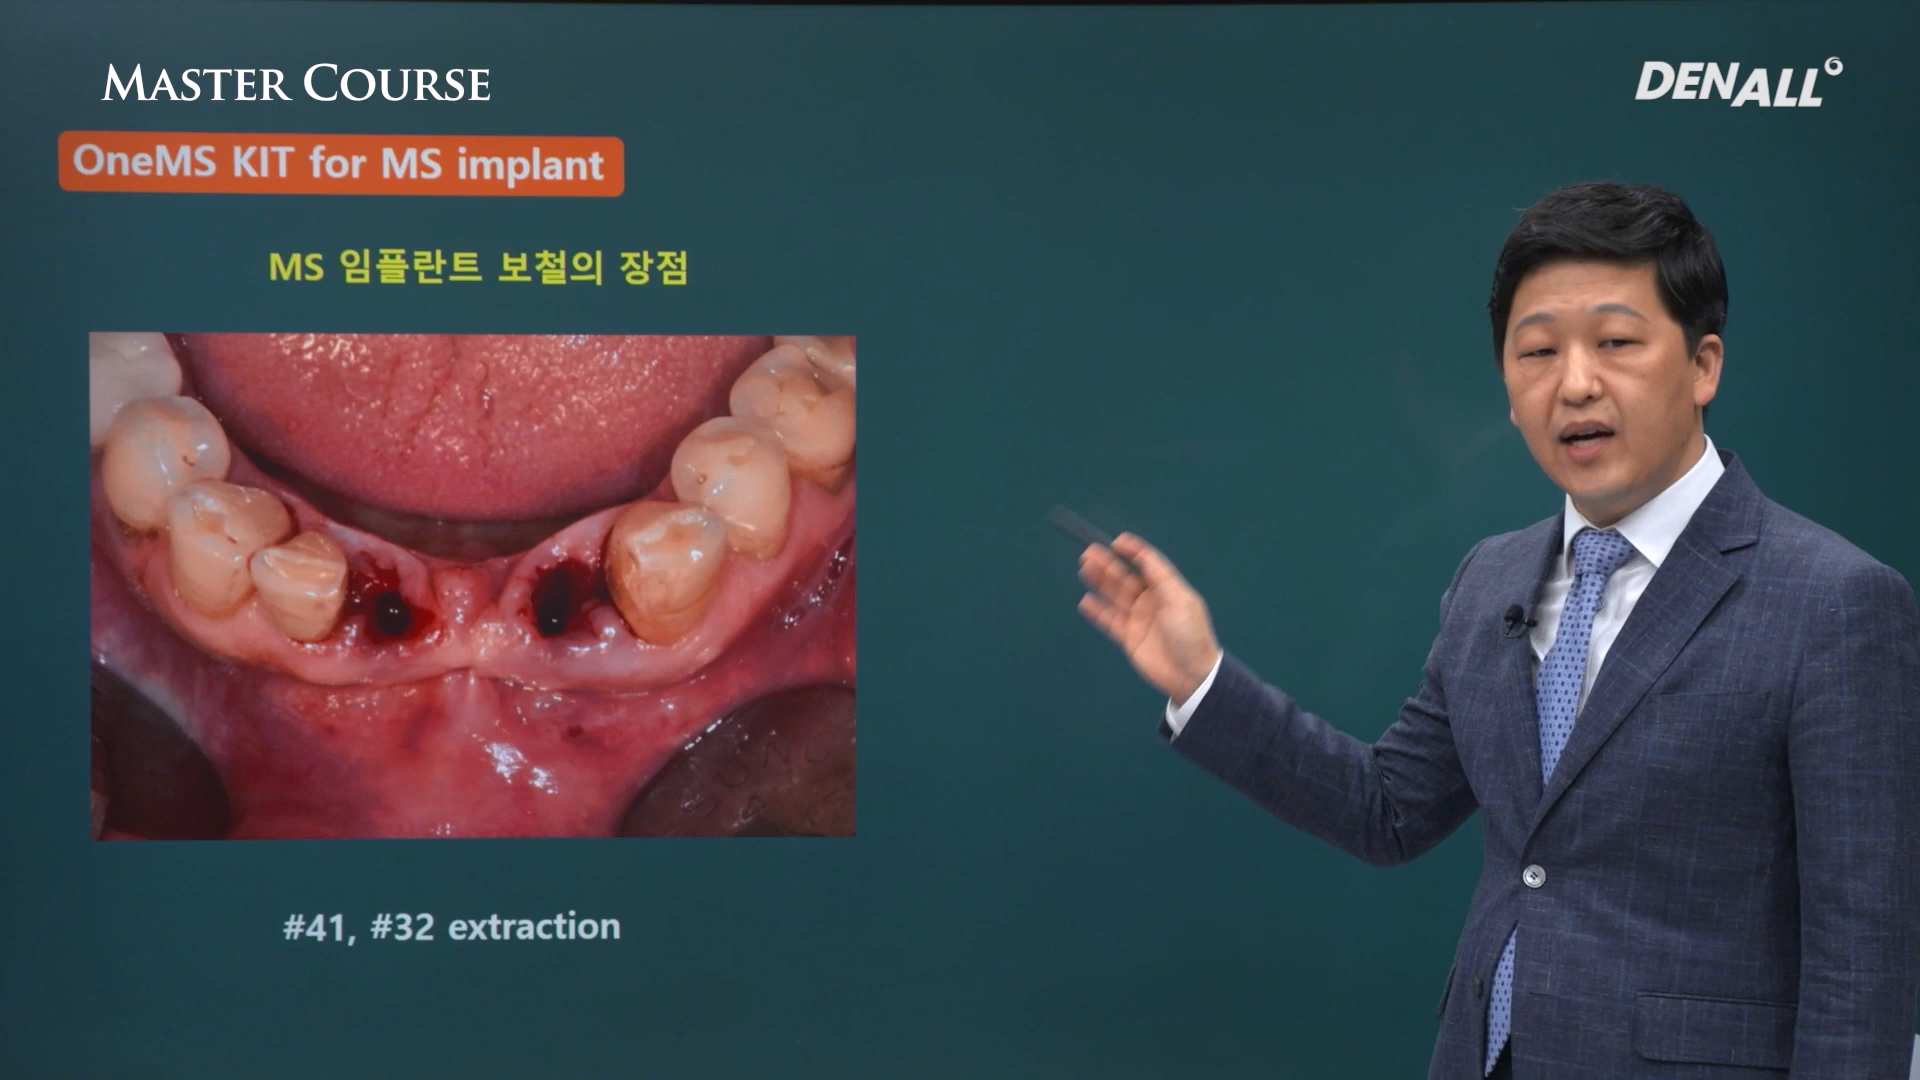 MASTER COURSE
DENALL
OneMS KIT for MS implant
MS 임플란트 보철의 장점
#41, #32 extraction